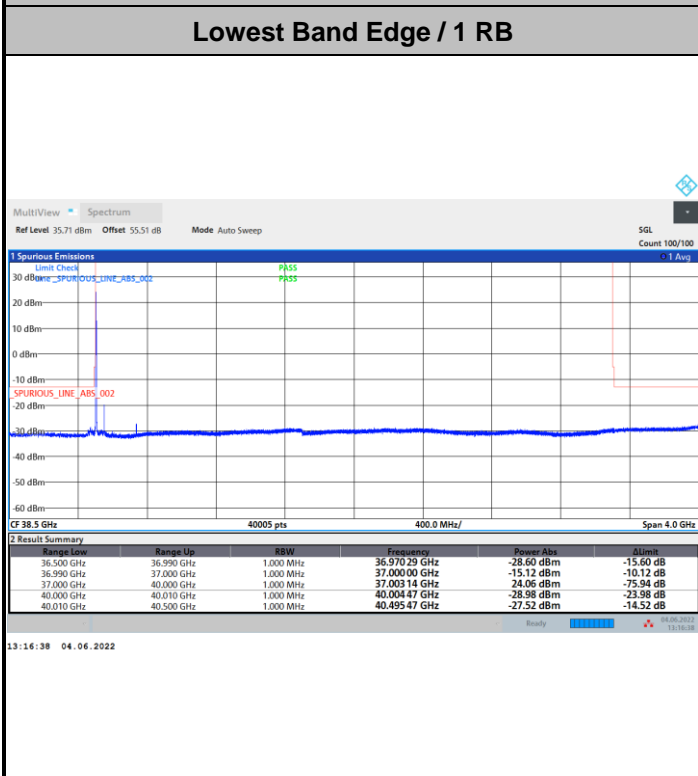 Lowest Band Edge / 1 RB
MultiView Spectrum
Ref Level 35.71 dBm Offset 55.51 dB Mode Auto Sweep SGL
Count 100/100
1 Spurious Emissions 1 Avg
Limit Check PASS
30 dBm Line _SPURIOUS_LINE_ABS_002 PASS
20 dBm
10 dBm
0 dBm
-10 dBm
_SPURIOUS_LINE_ABS_002
-20 dBm
-30 dBm
-40 dBm
-50 dBm
-60 dBm
CF 38.5 GHz 40005 pts 400.0 MHz/ Span 4.0 GHz
2 Result Summary
Range Low Range Up RBW Frequency Power Abs ΔLimit
36.500 GHz 36.990 GHz 1.000 MHz 36.970 29 GHz -28.60 dBm -15.60 dB
36.990 GHz 37.000 GHz 1.000 MHz 37.000 00 GHz -15.12 dBm -10.12 dB
37.000 GHz 40.000 GHz 1.000 MHz 37.003 14 GHz 24.06 dBm -75.94 dB
40.000 GHz 40.010 GHz 1.000 MHz 40.004 47 GHz -28.98 dBm -23.98 dB
40.010 GHz 40.500 GHz 1.000 MHz 40.495 47 GHz -27.52 dBm -14.52 dB
Ready 04.06.2022
13:16:38
13:16:38 04.06.2022